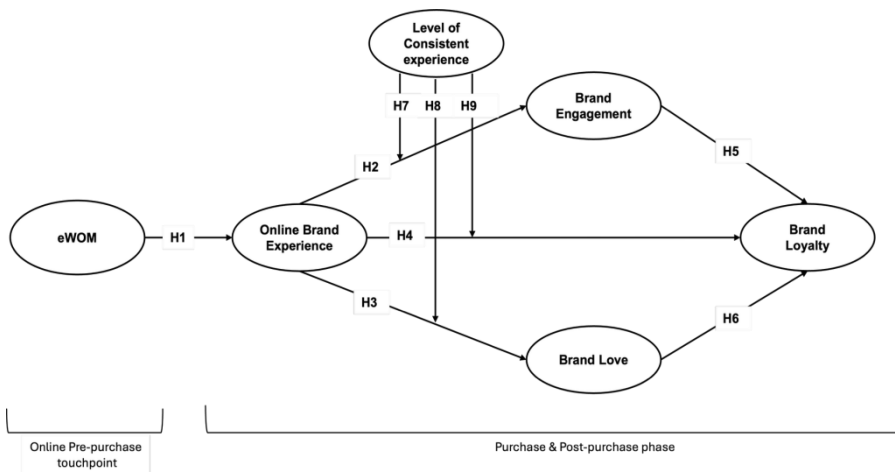 Level of
Consistent
experience
H7
H8
H9
Brand
Engagement
H2
H5
eWOM
H1
Online Brand
Experience
H4
Brand
Loyalty
H3
H6
Brand Love
Online Pre-purchase
touchpoint
Purchase & Post-purchase phase